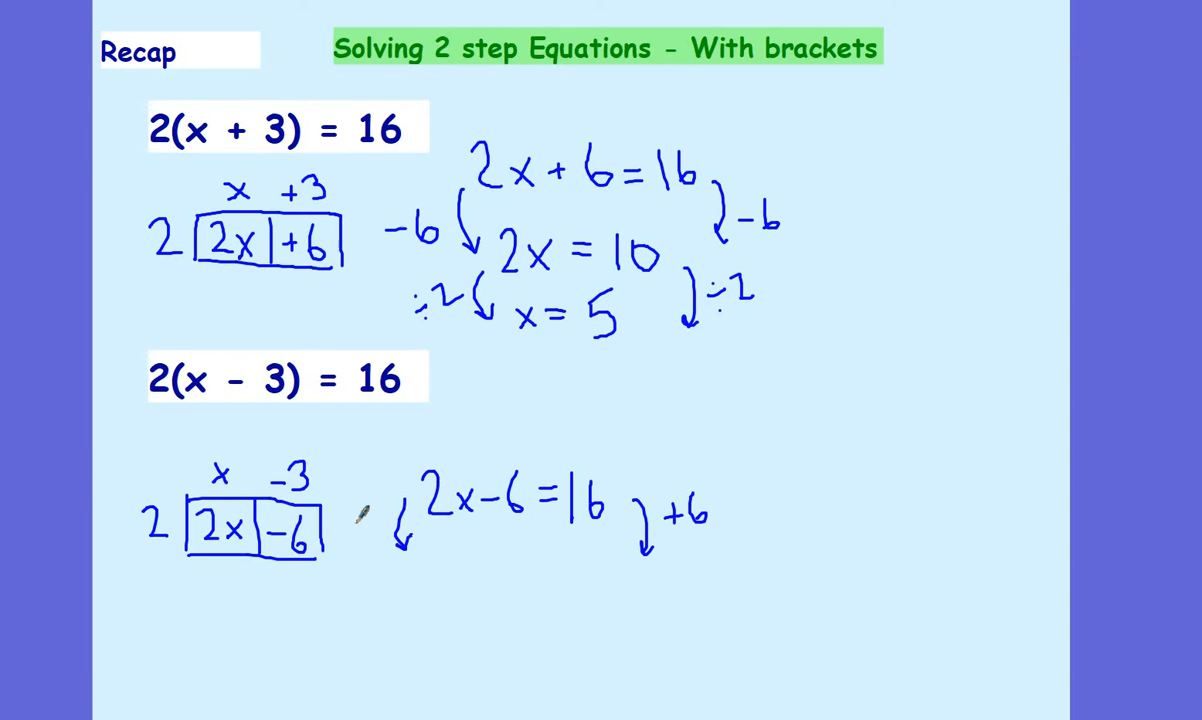 Recap
Solving 2 step Equations - With brackets
2(x + 3) = 16
x +3
2 2x +6
2x + 6 = 16
-6 -6
2x = 10
÷2 ÷2
x = 5
2(x - 3) = 16
x -3
2 2x -6
2x - 6 = 16 +6